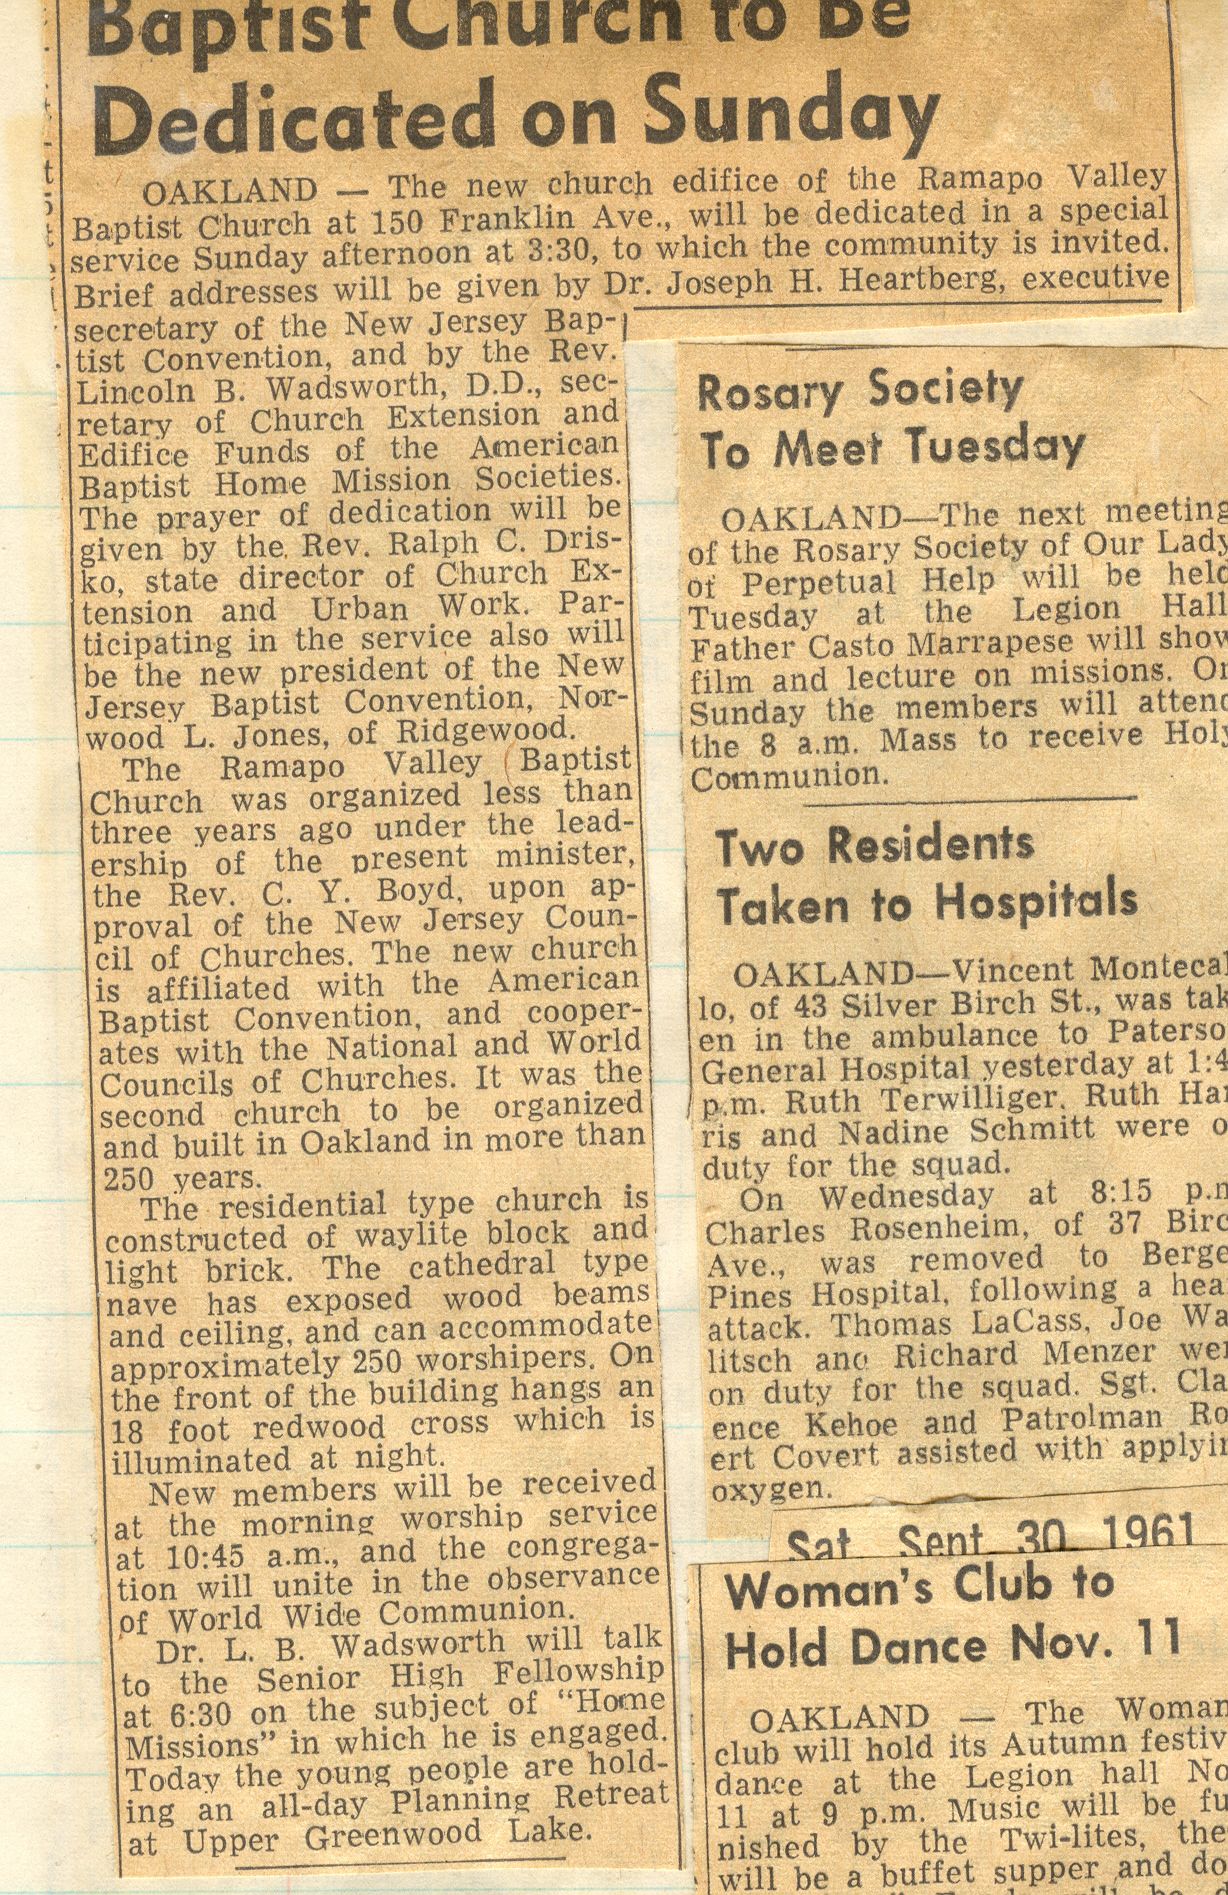 Baptist Church to Be
Dedicated on Sunday
OAKLAND — The new church edifice of the Ramapo Valley
Baptist Church at 150 Franklin Ave., will be dedicated in a special
service Sunday afternoon at 3:30, to which the community is invited.
Brief addresses will be given by Dr. Joseph H. Heartberg, executive
secretary of the New Jersey Bap-
tist Convention, and by the Rev.
Lincoln B. Wadsworth, D.D., sec-
retary of Church Extension and
Edifice Funds of the American
Baptist Home Mission Societies.
The prayer of dedication will be
given by the Rev. Ralph C. Dris-
ko, state director of Church Ex-
tension and Urban Work. Par-
ticipating in the service also will
be the new president of the New
Jersey Baptist Convention, Nor-
wood L. Jones, of Ridgewood.
The Ramapo Valley Baptist
Church was organized less than
three years ago under the lead-
ership of the present minister,
the Rev. C. Y. Boyd, upon ap-
proval of the New Jersey Coun-
cil of Churches. The new church
is affiliated with the American
Baptist Convention, and cooper-
ates with the National and World
Councils of Churches. It was the
second church to be organized
and built in Oakland in more than
250 years.
The residential type church is
constructed of waylite block and
light brick. The cathedral type
nave has exposed wood beams
and ceiling, and can accommodate
approximately 250 worshipers. On
the front of the building hangs an
18 foot redwood cross which is
illuminated at night.
New members will be received
at the morning worship service
at 10:45 a.m., and the congrega-
tion will unite in the observance
of World Wide Communion.
Dr. L. B. Wadsworth will talk
to the Senior High Fellowship
at 6:30 on the subject of "Home
Missions" in which he is engaged.
Today the young people are hold-
ing an all-day Planning Retreat
at Upper Greenwood Lake.
Rosary Society
To Meet Tuesday
OAKLAND—The next meeting
of the Rosary Society of Our Lady
of Perpetual Help will be held
Tuesday at the Legion Hall
Father Casto Marrapese will show
film and lecture on missions. On
Sunday the members will attend
the 8 a.m. Mass to receive Holy
Communion.
Two Residents
Taken to Hospitals
OAKLAND—Vincent Montecal
lo, of 43 Silver Birch St., was tak
en in the ambulance to Paterso
General Hospital yesterday at 1:4
p.m. Ruth Terwilliger, Ruth Har
ris and Nadine Schmitt were o
duty for the squad.
On Wednesday at 8:15 p.m
Charles Rosenheim, of 37 Birc
Ave., was removed to Berge
Pines Hospital, following a hea
attack. Thomas LaCass, Joe Wa
litsch and Richard Menzer wer
on duty for the squad. Sgt. Cla
ence Kehoe and Patrolman Ro
ert Covert assisted with applyin
oxygen.
Sat. Sept. 30, 1961
Woman's Club to
Hold Dance Nov. 11
OAKLAND — The Woman
club will hold its Autumn festiv
dance at the Legion hall No
11 at 9 p.m. Music will be fu
nished by the Twi-lites, the
will be a buffet supper and do